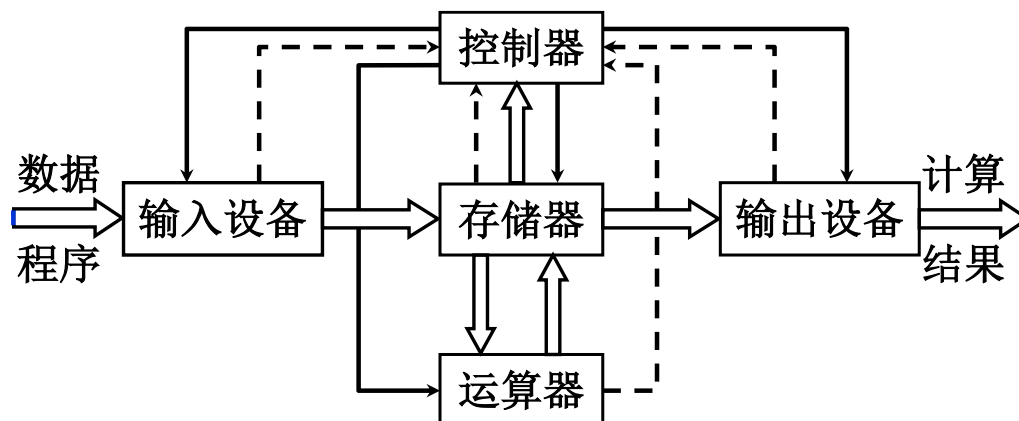 控制器
数据
程序
输入设备
存储器
输出设备
计算
结果
运算器